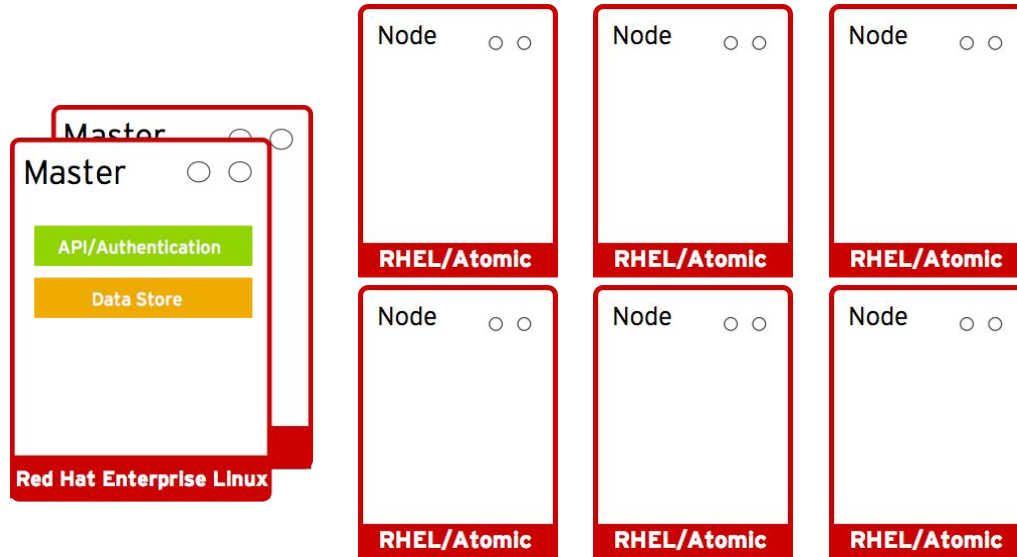 Master
Master
API/Authentication
Data Store
Red Hat Enterprise Linux
Node
Node
Node
RHEL/Atomic
RHEL/Atomic
RHEL/Atomic
Node
Node
Node
RHEL/Atomic
RHEL/Atomic
RHEL/Atomic